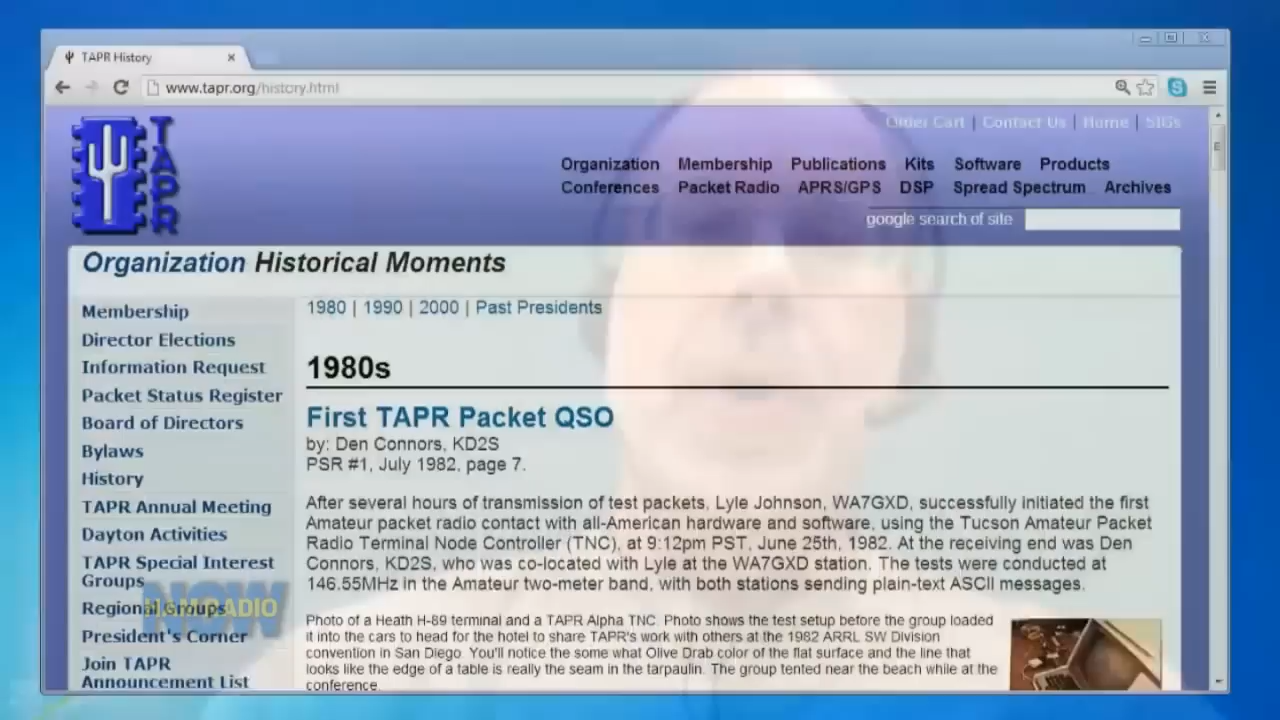 TAPR History
www.tapr.org/history.html
Order Cart | Contact Us | Home | SIGs
TAPR
Organization Membership Publications Kits Software Products
Conferences Packet Radio APRS/GPS DSP Spread Spectrum Archives
google search of site
Organization Historical Moments
Membership
Director Elections
Information Request
Packet Status Register
Board of Directors
Bylaws
History
TAPR Annual Meeting
Dayton Activities
TAPR Special Interest
Groups
Regional Groups
President's Corner
Join TAPR
Announcement List
1980 | 1990 | 2000 | Past Presidents
1980s
First TAPR Packet QSO
by: Den Connors, KD2S
PSR #1, July 1982, page 7.
After several hours of transmission of test packets, Lyle Johnson, WA7GXD, successfully initiated the first
Amateur packet radio contact with all-American hardware and software, using the Tucson Amateur Packet
Radio Terminal Node Controller (TNC), at 9:12pm PST, June 25th, 1982. At the receiving end was Den
Connors, KD2S, who was co-located with Lyle at the WA7GXD station. The tests were conducted at
146.55MHz in the Amateur two-meter band, with both stations sending plain-text ASCII messages.
Photo of a Heath H-89 terminal and a TAPR Alpha TNC. Photo shows the test setup before the group loaded
it into the cars to head for the hotel to share TAPR's work with others at the 1982 ARRL SW Division
convention in San Diego. You'll notice the some what Olive Drab color of the flat surface and the line that
looks like the edge of a table is really the seam in the tarpaulin. The group tented near the beach while at the
conference.
RADIO
NOW